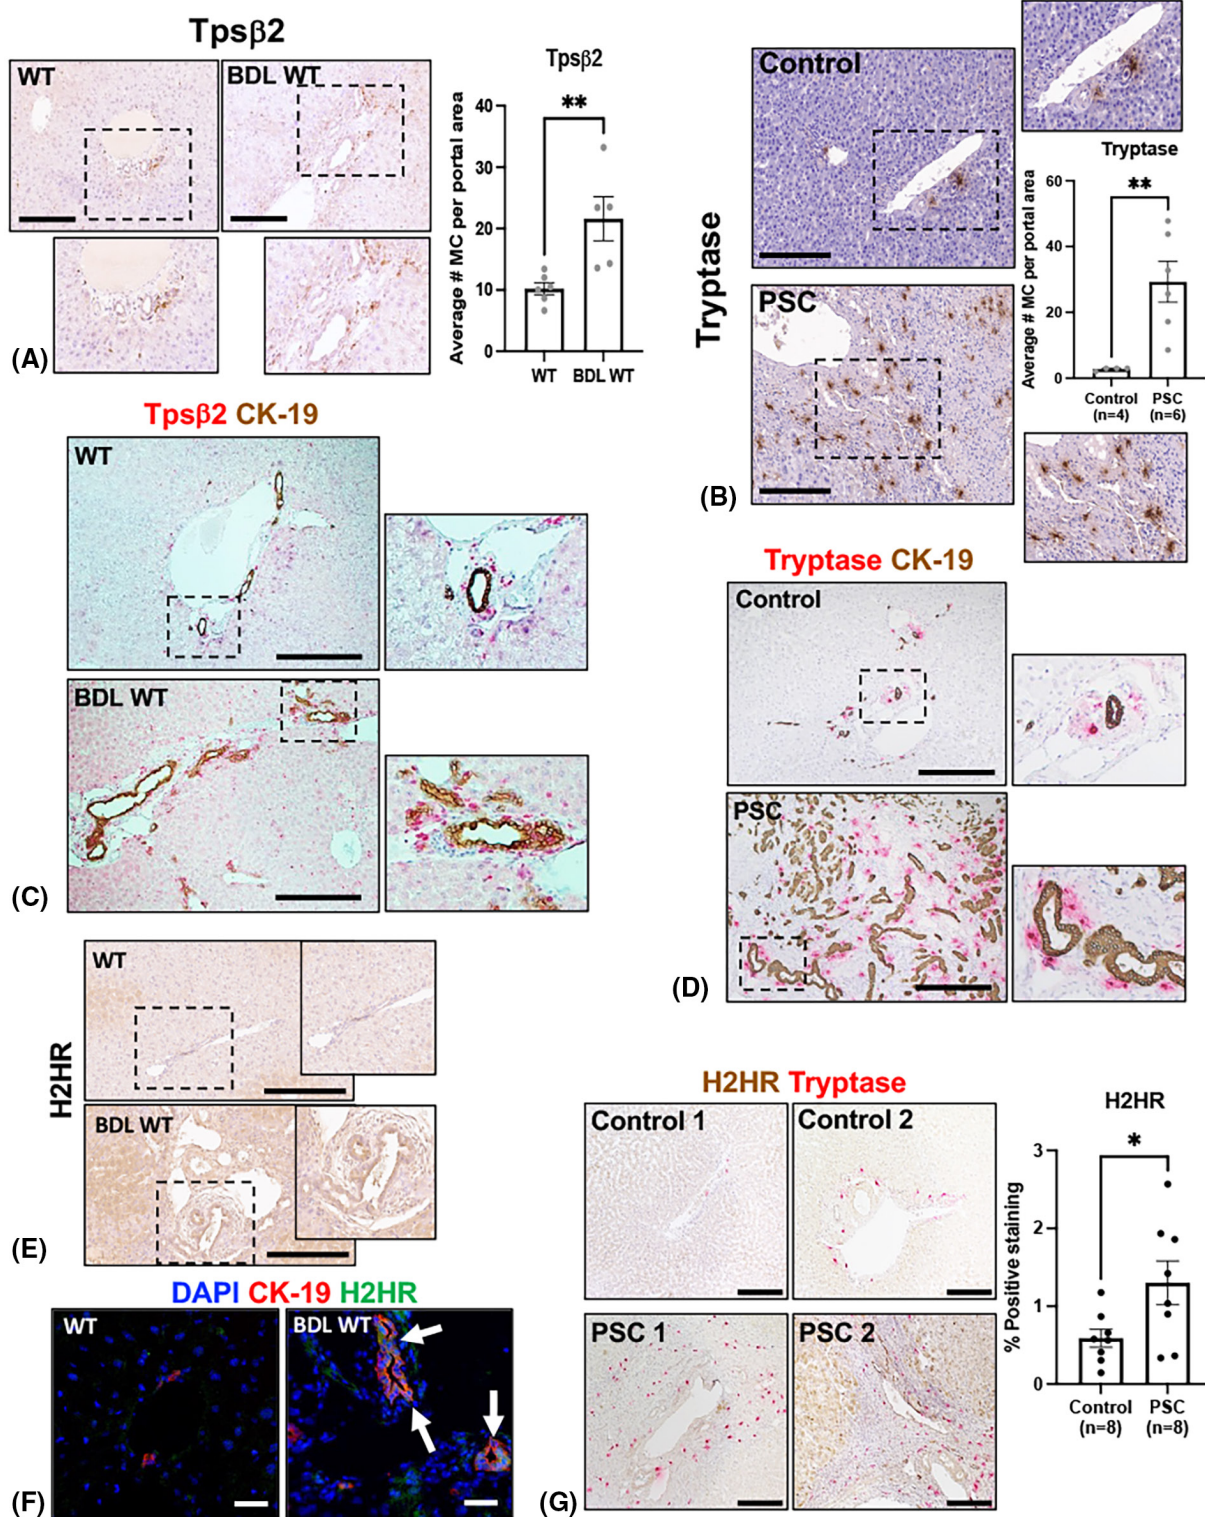 Tpsβ2
WT
BDL WT
Tpsβ2
Average # MC per portal area
40
30
20
10
0
**
WT
BDL WT
(A)
Tryptase
Control
PSC
Tryptase
Average # MC per portal area
60
40
20
0
**
Control
(n=4)
PSC
(n=6)
(B)
Tpsβ2 CK-19
WT
BDL WT
(C)
Tryptase CK-19
Control
PSC
(D)
H2HR
WT
BDL WT
(E)
DAPI CK-19 H2HR
WT
BDL WT
(F)
H2HR Tryptase
Control 1
Control 2
PSC 1
PSC 2
H2HR
% Positive staining
3
2
1
0
*
Control
(n=8)
PSC
(n=8)
(G)